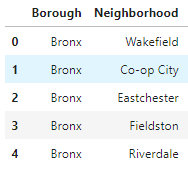 Borough Neighborhood
0 Bronx Wakefield
1 Bronx Co-op City
2 Bronx Eastchester
3 Bronx Fieldston
4 Bronx Riverdale